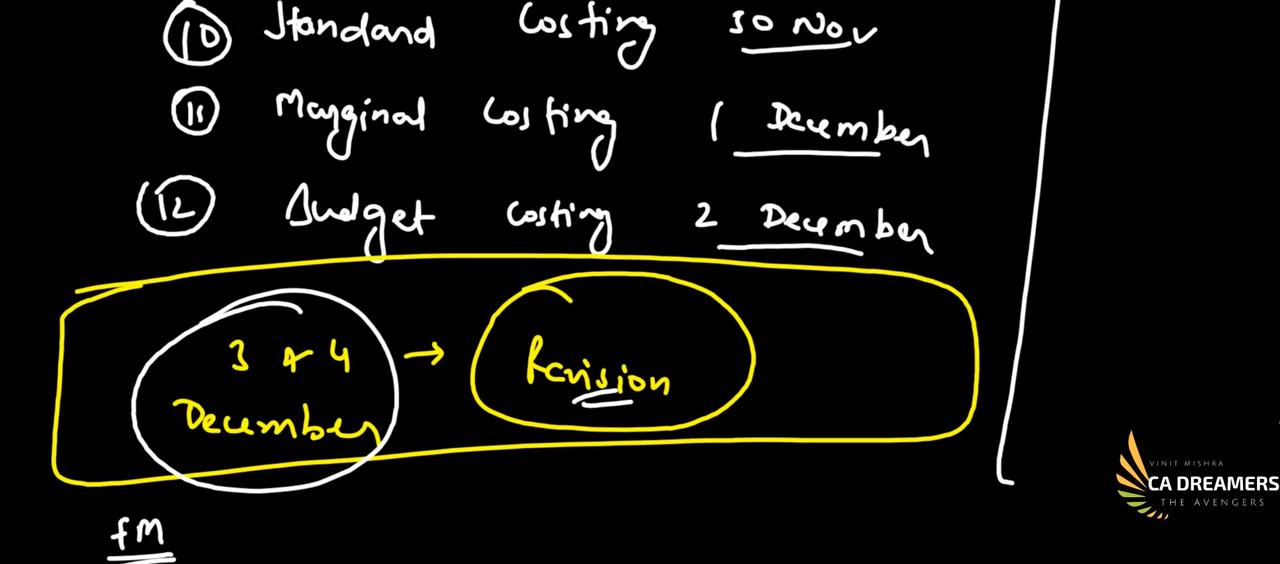 10 Standard Costing 30 Nov
11 Marginal Costing 1 December
12 Budget Costing 2 December
3 & 4 → Revision
December
FM
VINIT MISHRA
CA DREAMERS
THE AVENGERS